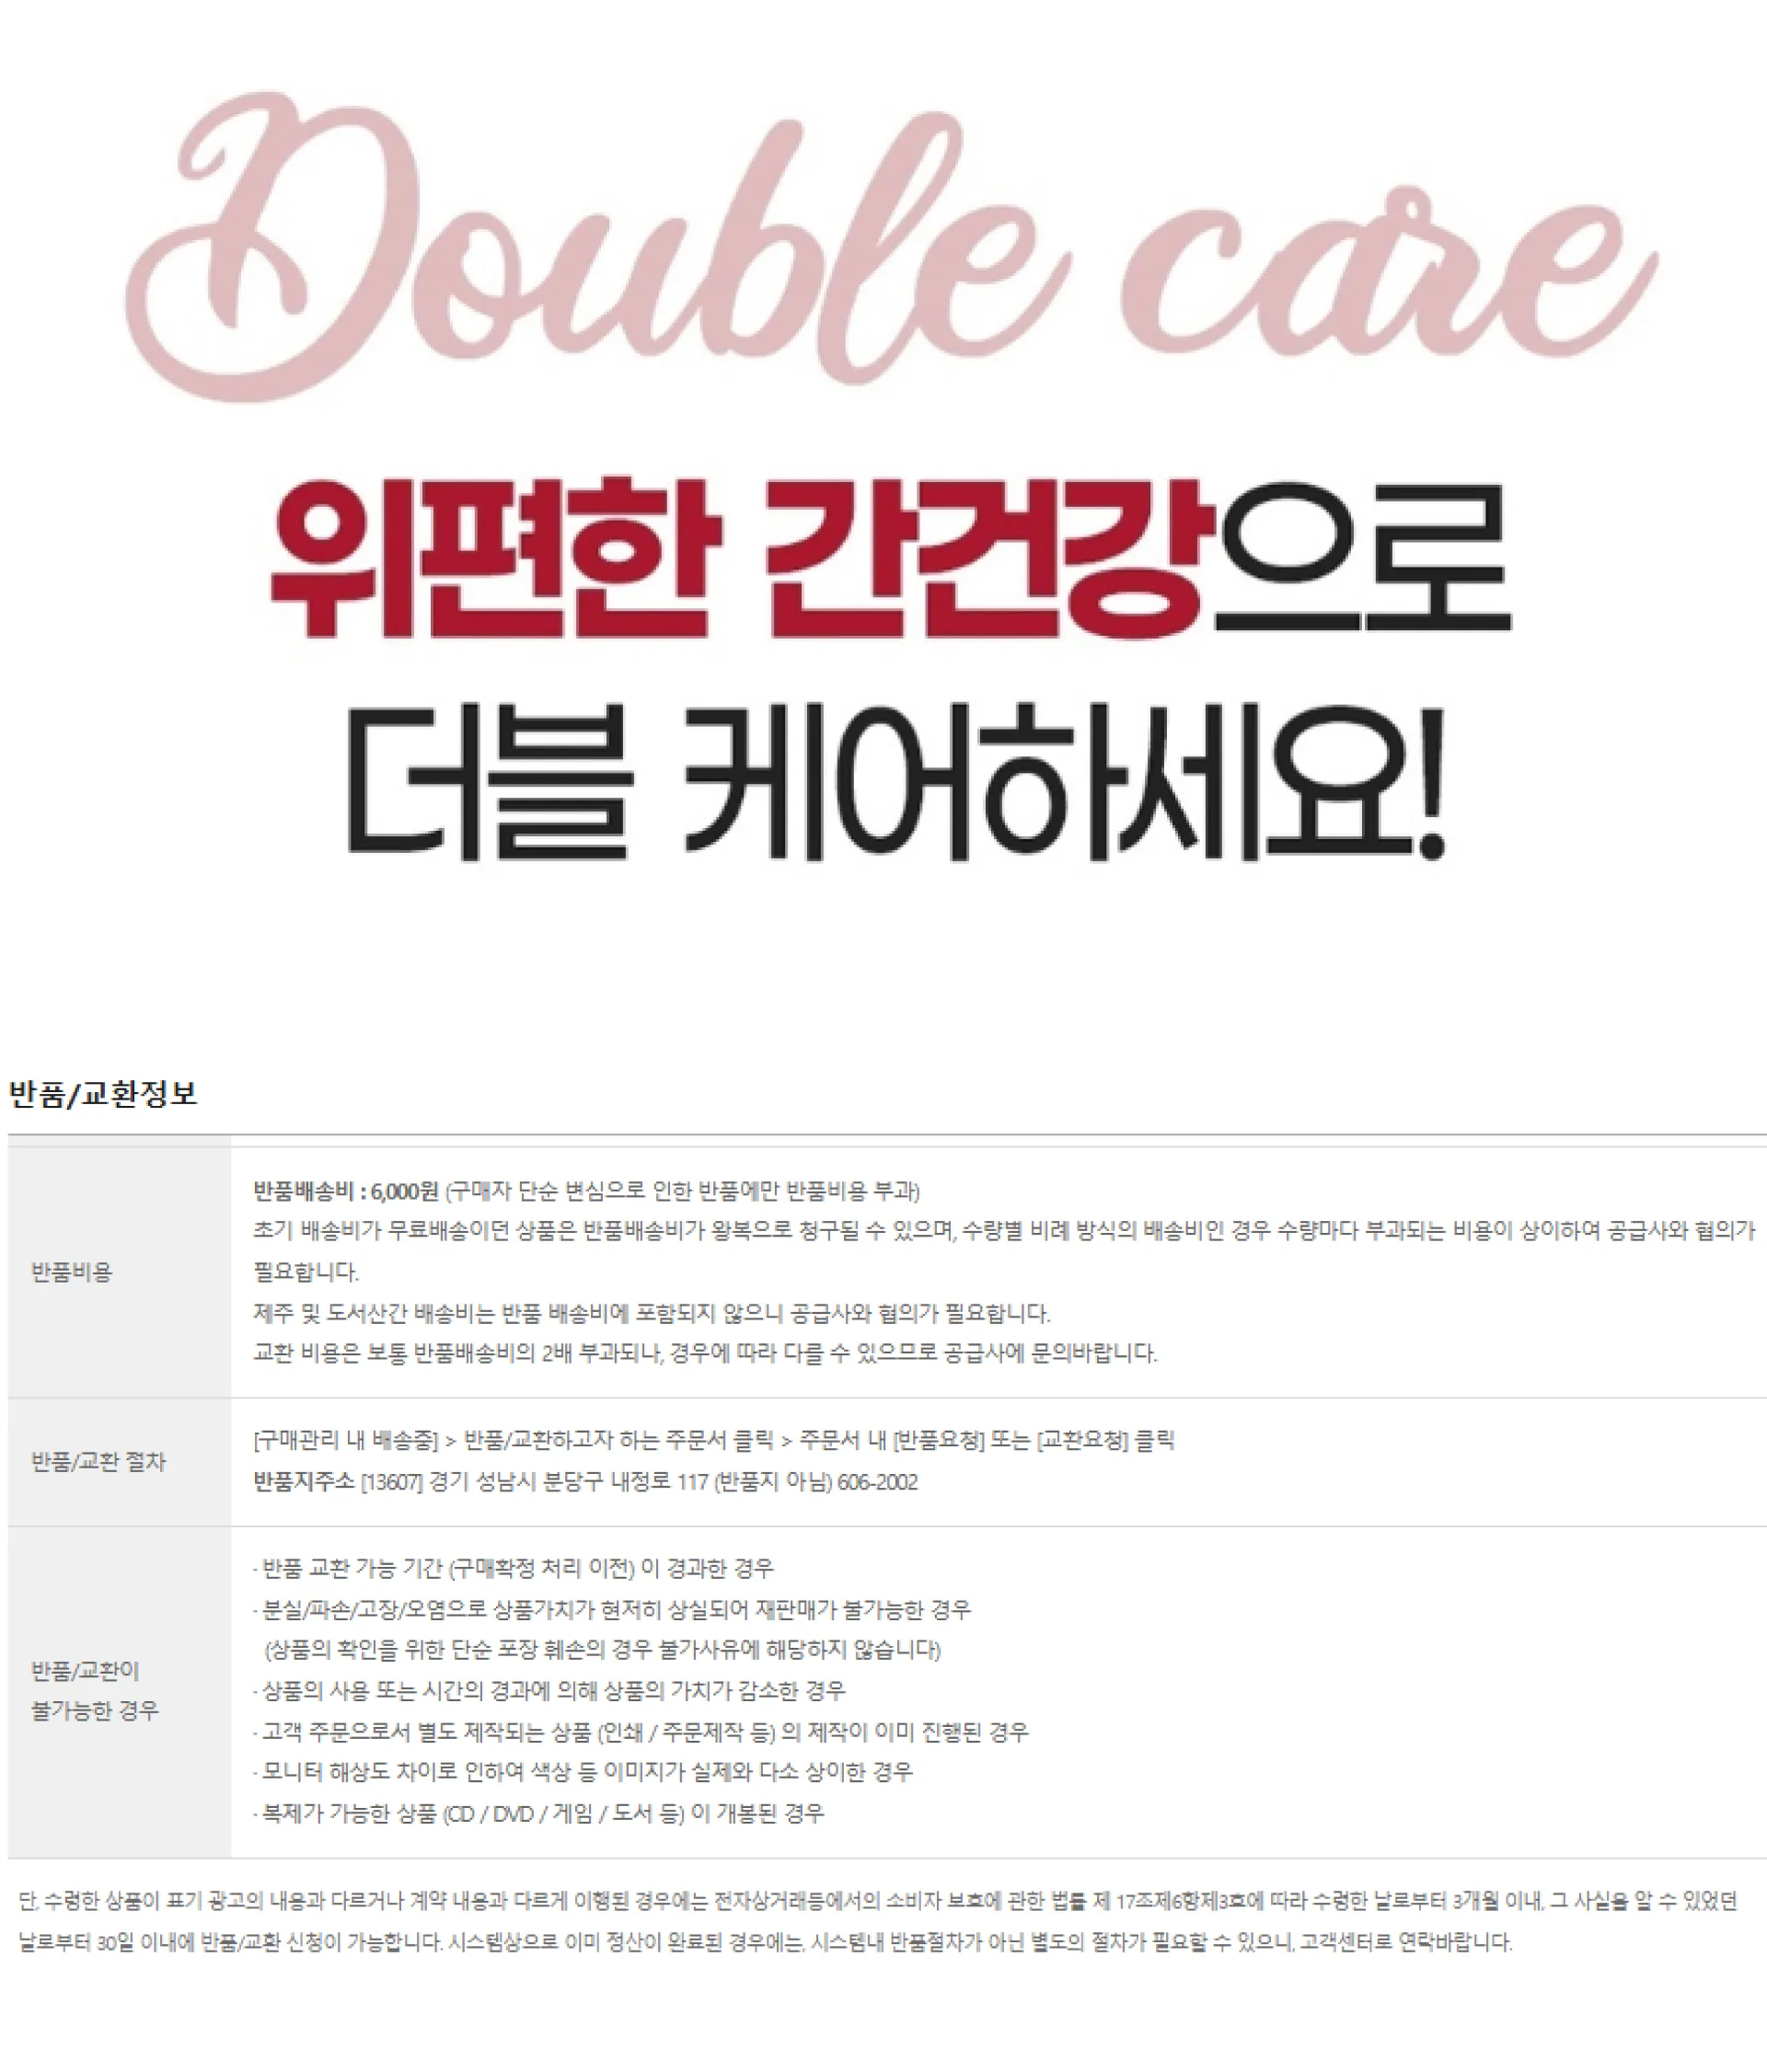 Double care
위편한 간건강으로
더블 케어하세요!
반품/교환정보
반품비용
반품배송비 : 6,000원 (구매자 단순 변심으로 인한 반품에만 반품비용 부과)
초기 배송비가 무료배송이던 상품은 반품배송비가 왕복으로 청구될 수 있으며, 수량별 비례 방식의 배송비인 경우 수량마다 부과되는 비용이 상이하여 공급사와 협의가
필요합니다.
제주 및 도서산간 배송비는 반품 배송비에 포함되지 않으니 공급사와 협의가 필요합니다.
교환 비용은 보통 반품배송비의 2배 부과되나, 경우에 따라 다를 수 있으므로 공급사에 문의바랍니다.
반품/교환 절차
[구매관리 내 배송중] > 반품/교환하고자 하는 주문서 클릭 > 주문서 내 [반품요청] 또는 [교환요청] 클릭
반품지주소 [13607] 경기 성남시 분당구 내정로 117 (반품지 아님) 606-2002
반품/교환이
불가능한 경우
· 반품 교환 가능 기간 (구매확정 처리 이전) 이 경과한 경우
· 분실/파손/고장/오염으로 상품가치가 현저히 상실되어 재판매가 불가능한 경우
(상품의 확인을 위한 단순 포장 훼손의 경우 불가사유에 해당하지 않습니다)
· 상품의 사용 또는 시간의 경과에 의해 상품의 가치가 감소한 경우
· 고객 주문으로서 별도 제작되는 상품 (인쇄 / 주문제작 등) 의 제작이 이미 진행된 경우
· 모니터 해상도 차이로 인하여 색상 등 이미지가 실제와 다소 상이한 경우
· 복제가 가능한 상품 (CD / DVD / 게임 / 도서 등) 이 개봉된 경우
단, 수령한 상품이 표기 광고의 내용과 다르거나 계약 내용과 다르게 이행된 경우에는 전자상거래등에서의 소비자 보호에 관한 법률 제 17조제6항제3호에 따라 수령한 날로부터 3개월 이내, 그 사실을 알 수 있었던
날로부터 30일 이내에 반품/교환 신청이 가능합니다. 시스템상으로 이미 정산이 완료된 경우에는, 시스템내 반품절차가 아닌 별도의 절차가 필요할 수 있으니, 고객센터로 연락바랍니다.